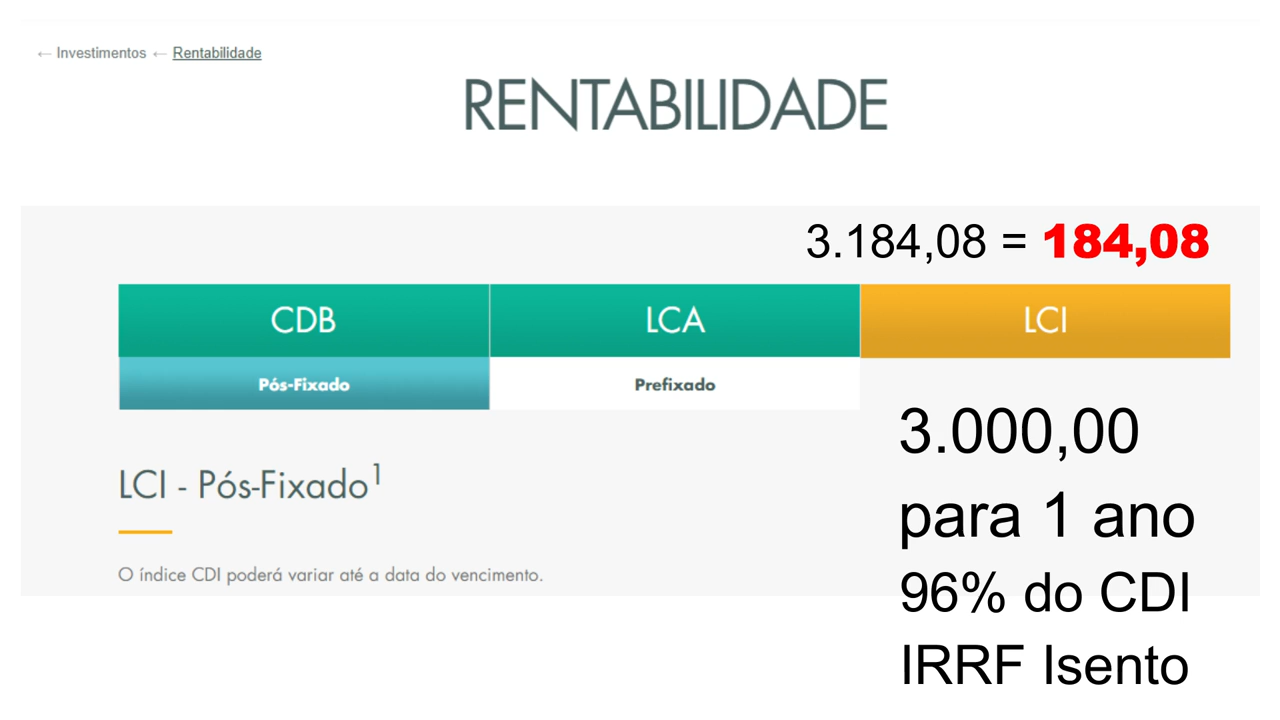 ← Investimentos ← Rentabilidade
RENTABILIDADE
3.184,08 = 184,08
CDB LCA LCI
Pós-Fixado Prefixado
3.000,00
LCI - Pós-Fixado1
para 1 ano
O índice CDI poderá variar até a data do vencimento.
96% do CDI
IRRF Isento